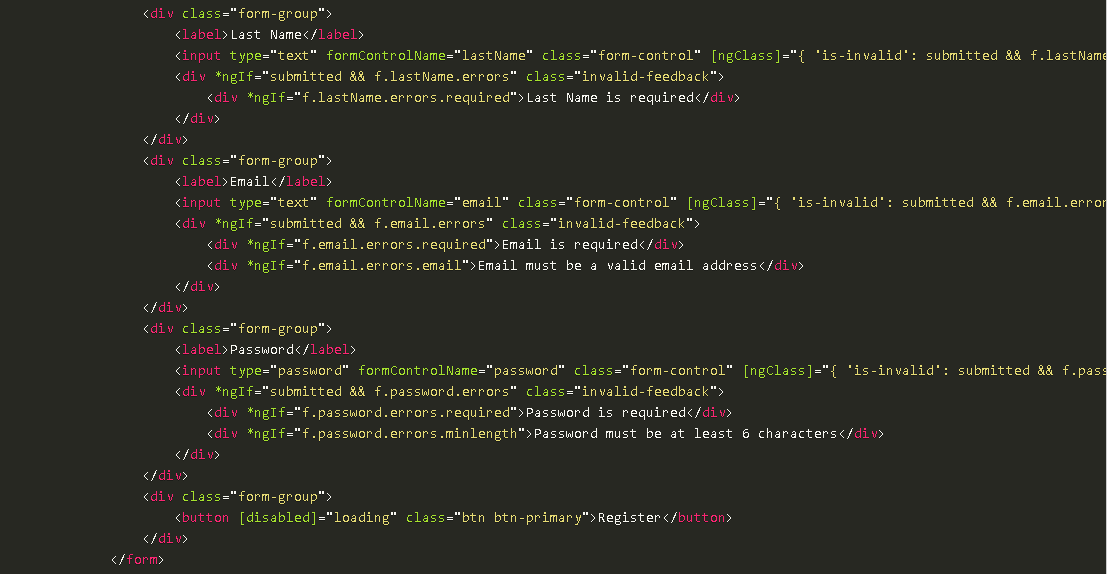 <div class="form-group">
<label>Last Name</label>
<input type="text" formControlName="lastName" class="form-control" [ngClass]="{ 'is-invalid': submitted && f.lastName
<div *ngIf="submitted && f.lastName.errors" class="invalid-feedback">
<div *ngIf="f.lastName.errors.required">Last Name is required</div>
</div>
</div>
<div class="form-group">
<label>Email</label>
<input type="text" formControlName="email" class="form-control" [ngClass]="{ 'is-invalid': submitted && f.email.error
<div *ngIf="submitted && f.email.errors" class="invalid-feedback">
<div *ngIf="f.email.errors.required">Email is required</div>
<div *ngIf="f.email.errors.email">Email must be a valid email address</div>
</div>
</div>
<div class="form-group">
<label>Password</label>
<input type="password" formControlName="password" class="form-control" [ngClass]="{ 'is-invalid': submitted && f.pass
<div *ngIf="submitted && f.password.errors" class="invalid-feedback">
<div *ngIf="f.password.errors.required">Password is required</div>
<div *ngIf="f.password.errors.minlength">Password must be at least 6 characters</div>
</div>
</div>
<div class="form-group">
<button [disabled]="loading" class="btn btn-primary">Register</button>
</div>
</form>